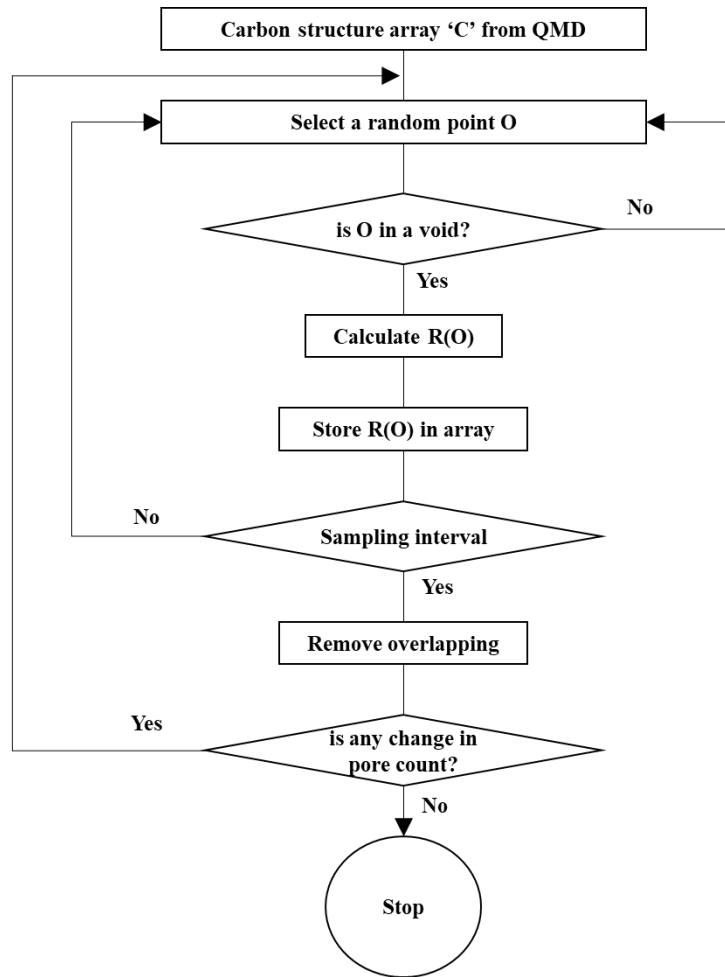 Carbon structure array ‘C’ from QMD
Select a random point O
is O in a void?
No
Yes
Calculate R(O)
Store R(O) in array
No
Sampling interval
Yes
Remove overlapping
Yes
is any change in
pore count?
No
Stop